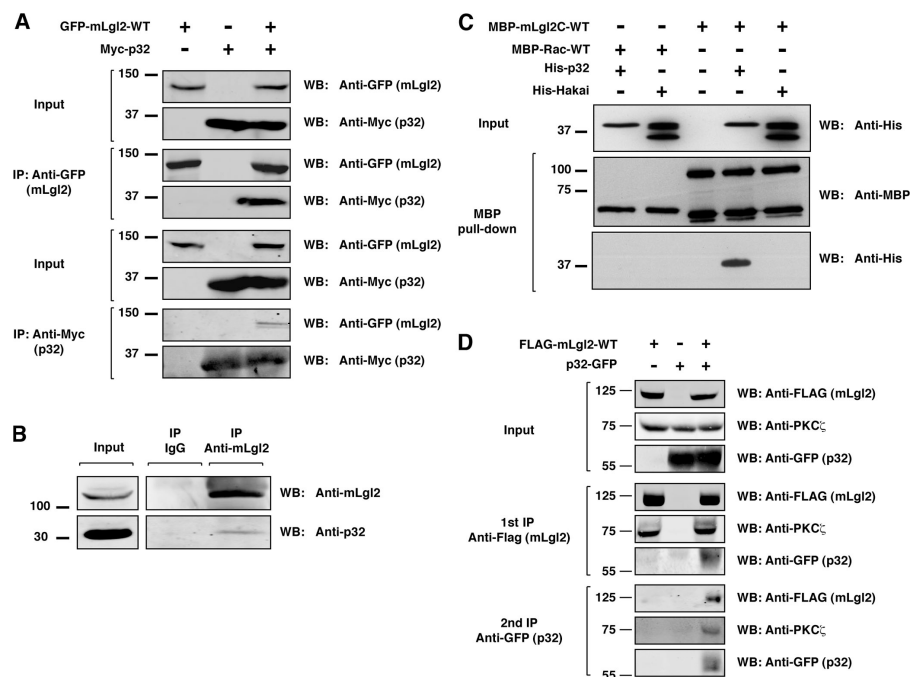 A
GFP-mLgl2-WT + - +
Myc-p32 - + +
Input
150
WB: Anti-GFP (mLgl2)
37
WB: Anti-Myc (p32)
IP: Anti-GFP
(mLgl2)
150
WB: Anti-GFP (mLgl2)
37
WB: Anti-Myc (p32)
Input
150
WB: Anti-GFP (mLgl2)
37
WB: Anti-Myc (p32)
IP: Anti-Myc
(p32)
150
WB: Anti-GFP (mLgl2)
37
WB: Anti-Myc (p32)
B
Input
IP
IgG
IP
Anti-mLgl2
100
WB: Anti-mLgl2
30
WB: Anti-p32
C
MBP-mLgl2C-WT - - + + +
MBP-Rac-WT + + - - -
His-p32 + - - + -
His-Hakai - + - - +
Input
37
WB: Anti-His
MBP
pull-down
100
75
WB: Anti-MBP
37
WB: Anti-His
D
FLAG-mLgl2-WT + - +
p32-GFP - + +
Input
125
WB: Anti-FLAG (mLgl2)
75
WB: Anti-PKCζ
55
WB: Anti-GFP (p32)
1st IP
Anti-Flag (mLgl2)
125
WB: Anti-FLAG (mLgl2)
75
WB: Anti-PKCζ
55
WB: Anti-GFP (p32)
2nd IP
Anti-GFP (p32)
125
WB: Anti-FLAG (mLgl2)
75
WB: Anti-PKCζ
55
WB: Anti-GFP (p32)